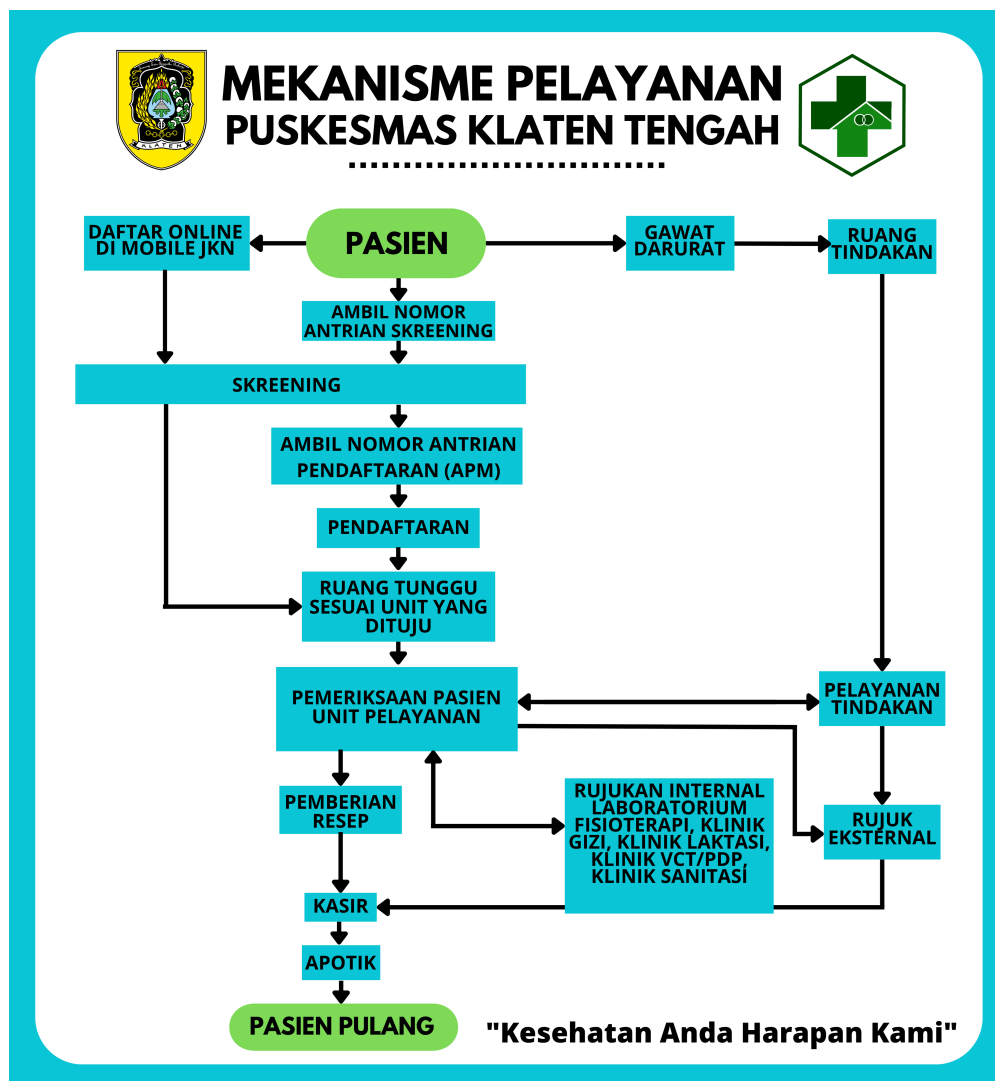 MEKANISME PELAYANAN
PUSKESMAS KLATEN TENGAH
KLATEN
PASIEN
DAFTAR ONLINE
DI MOBILE JKN
GAWAT
DARURAT
RUANG
TINDAKAN
AMBIL NOMOR
ANTRIAN SKREENING
SKREENING
AMBIL NOMOR ANTRIAN
PENDAFTARAN (APM)
PENDAFTARAN
RUANG TUNGGU
SESUAI UNIT YANG
DITUJU
PEMERIKSAAN PASIEN
UNIT PELAYANAN
PELAYANAN
TINDAKAN
PEMBERIAN
RESEP
RUJUKAN INTERNAL
LABORATORIUM
FISIOTERAPI, KLINIK
GIZI, KLINIK LAKTASI,
KLINIK VCT/PDP,
KLINIK SANITASI
RUJUK
EKSTERNAL
KASIR
APOTIK
PASIEN PULANG
"Kesehatan Anda Harapan Kami"